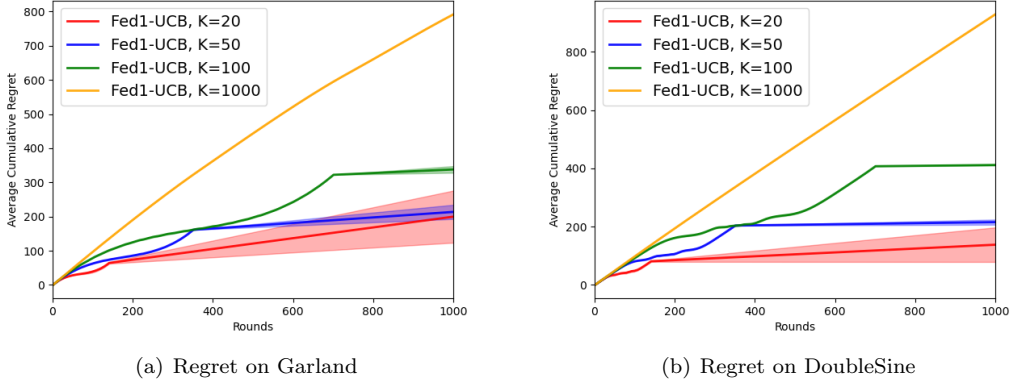 Fed1-UCB, K=20
Fed1-UCB, K=50
Fed1-UCB, K=100
Fed1-UCB, K=1000
Average Cumulative Regret
800
700
600
500
400
300
200
100
0
0
200
400
600
800
1000
Rounds
(a) Regret on Garland
Fed1-UCB, K=20
Fed1-UCB, K=50
Fed1-UCB, K=100
Fed1-UCB, K=1000
Average Cumulative Regret
800
600
400
200
0
0
200
400
600
800
1000
Rounds
(b) Regret on DoubleSine